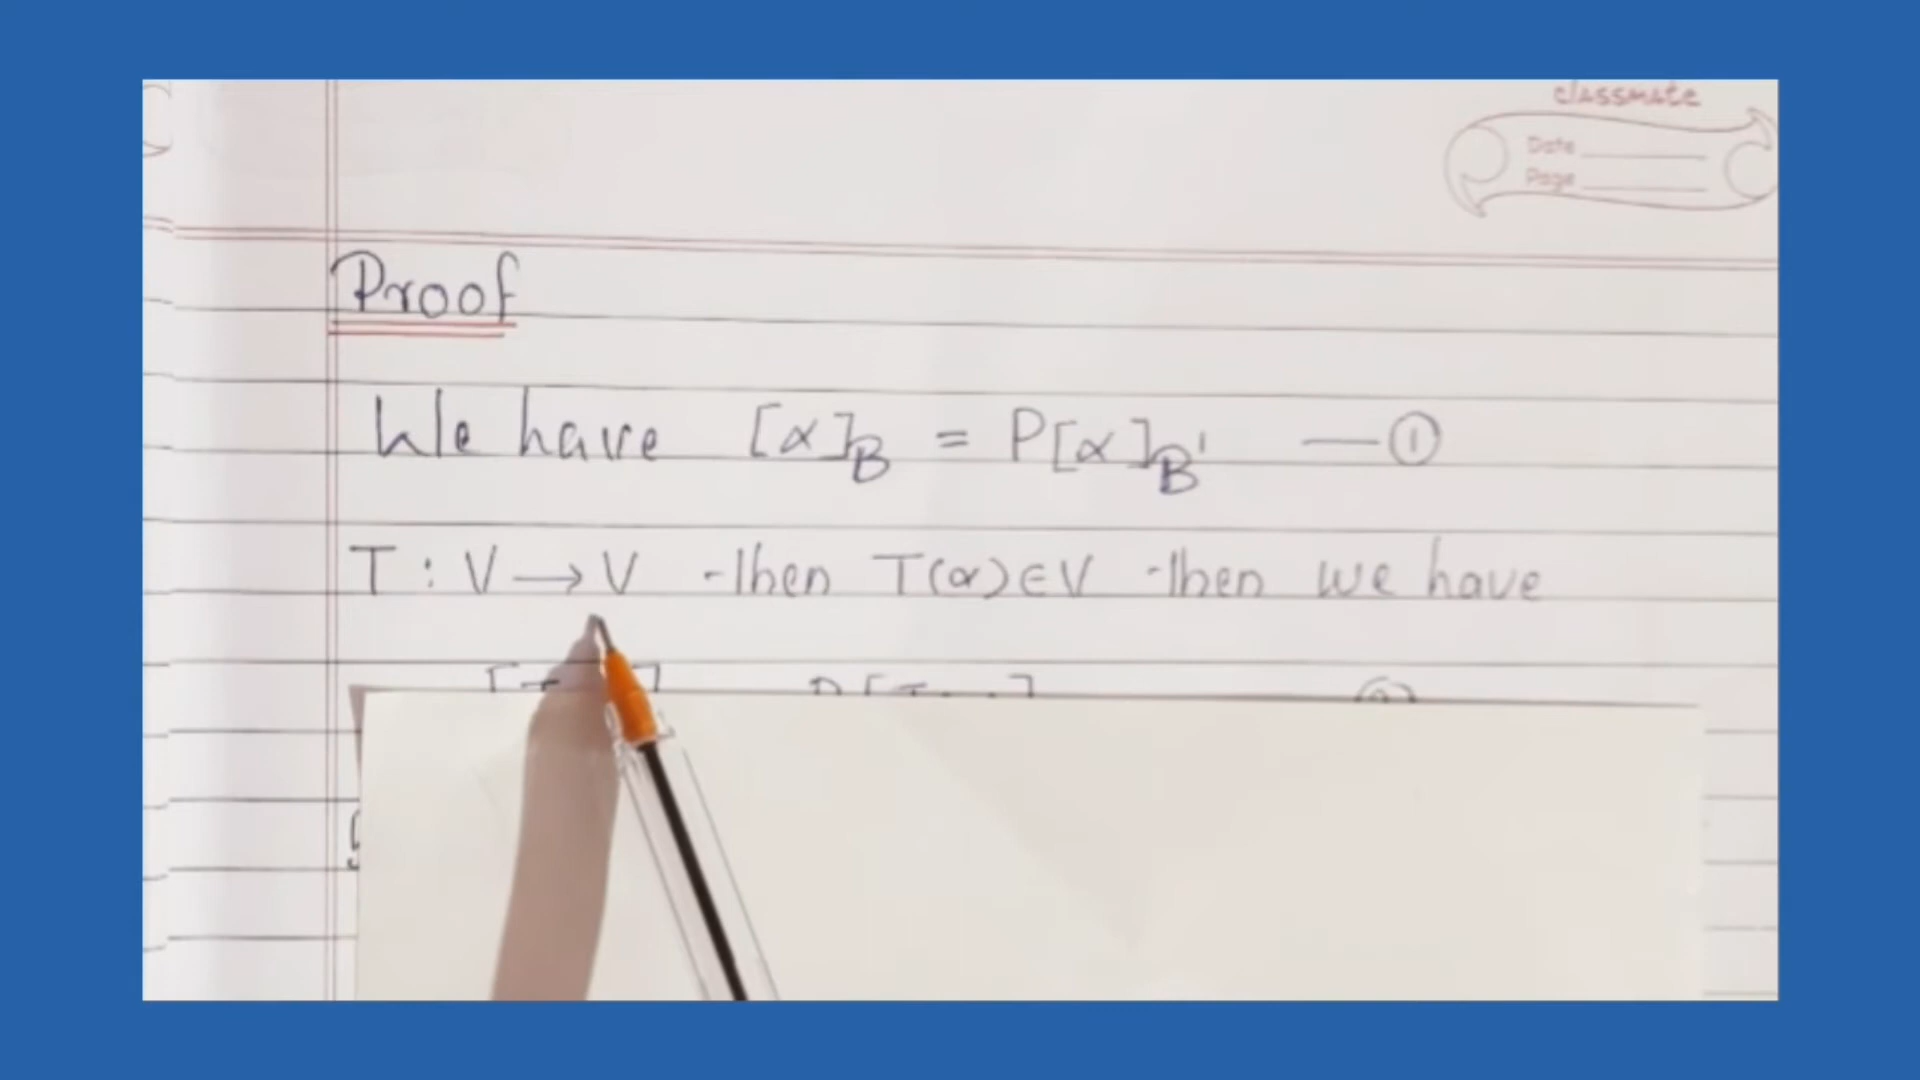 classmate
Date
Page
Proof
We have [α]B = P[α]B' — ①
T : V → V then T(α) ∈ V then we have